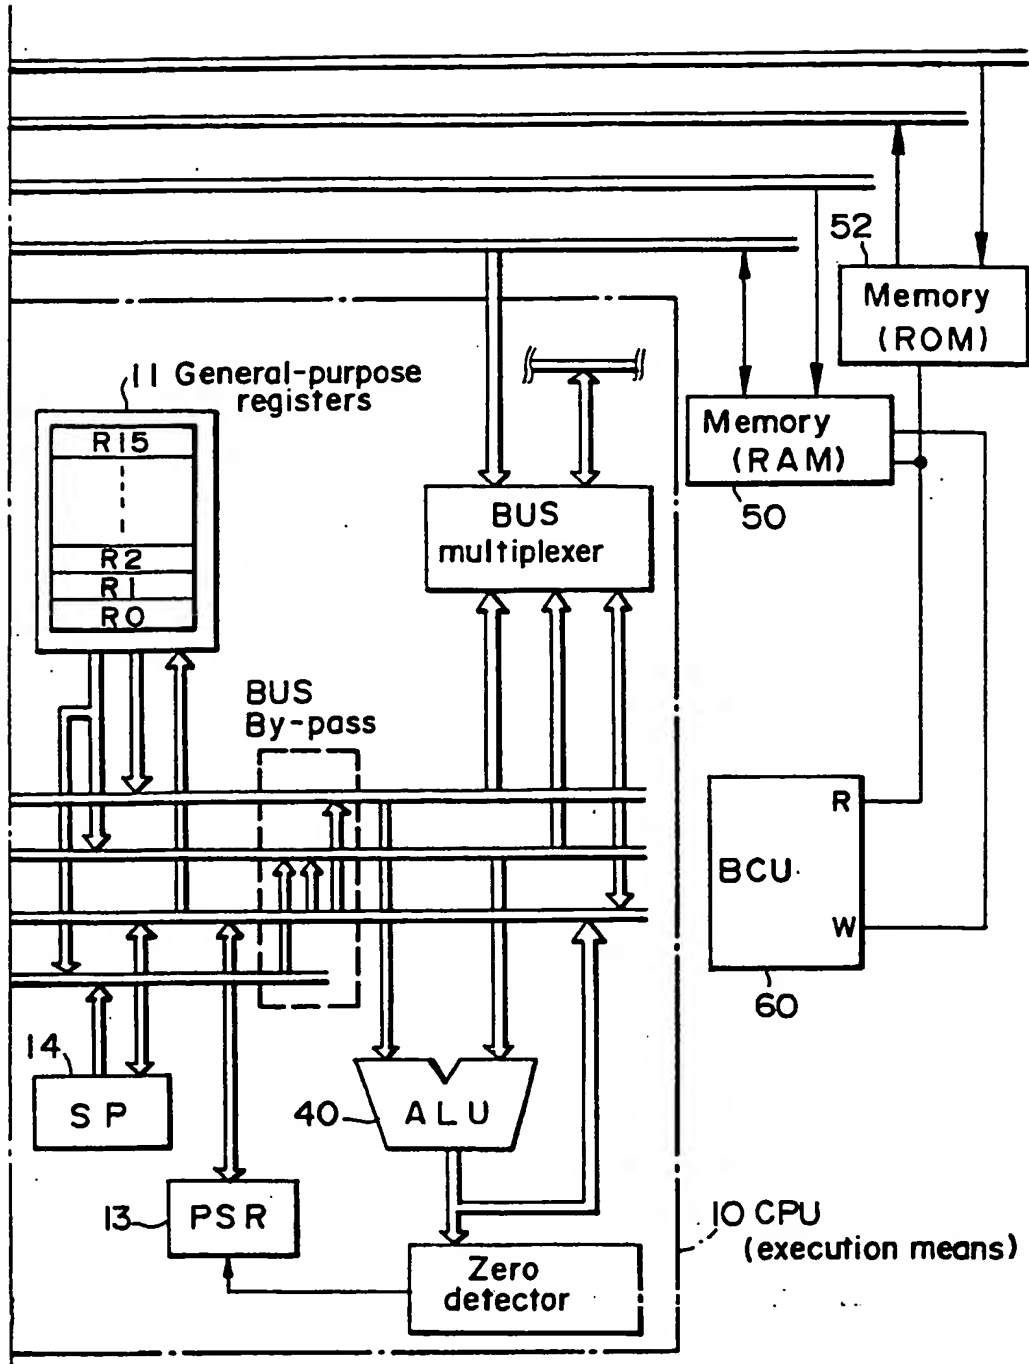 52
Memory
(ROM)
11 General-purpose
registers
R15
R2
R1
R0
Memory
(RAM)
50
BUS
multiplexer
BUS
By-pass
R
BCU
W
60
14
SP
40
ALU
13
PSR
10 CPU
(execution means)
Zero
detector